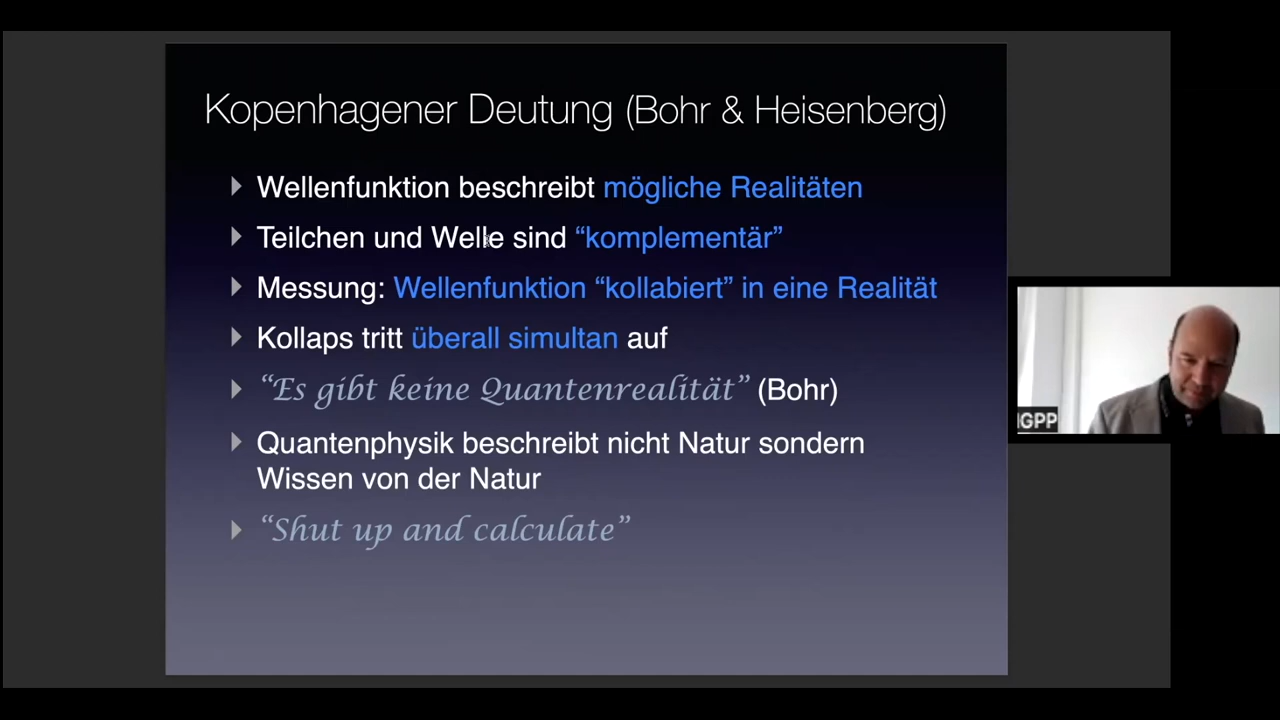 Kopenhagener Deutung (Bohr & Heisenberg)
Wellenfunktion beschreibt mögliche Realitäten
Teilchen und Welle sind “komplementär”
Messung: Wellenfunktion “kollabiert” in eine Realität
Kollaps tritt überall simultan auf
“Es gibt keine Quantenrealität” (Bohr)
Quantenphysik beschreibt nicht Natur sondern
Wissen von der Natur
“Shut up and calculate”
IGPP